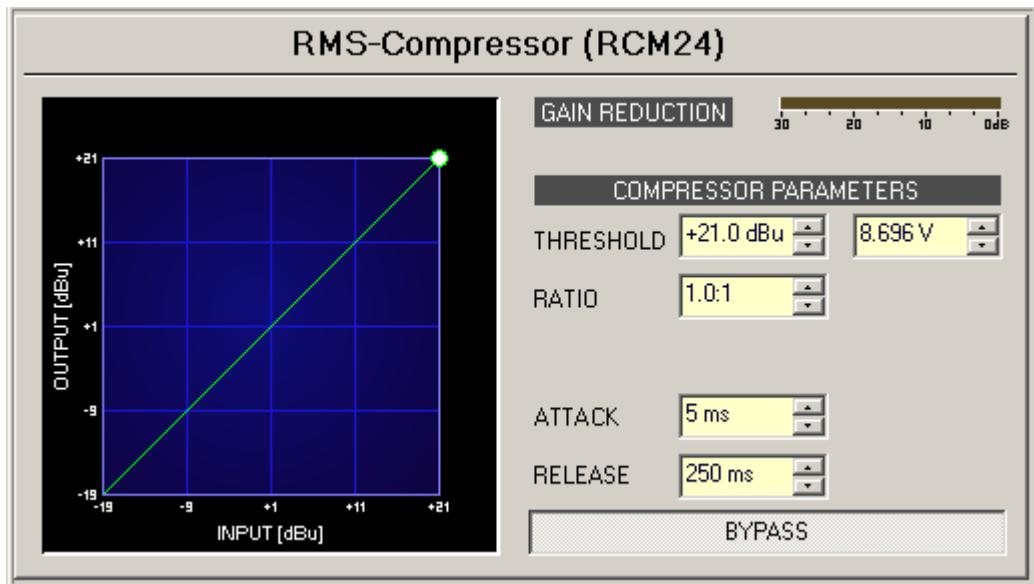 RMS-Compressor (RCM24)
GAIN REDUCTION
30 20 10 0dB
+21
+11
+1
-9
-19
OUTPUT [dBu]
-19 -9 +1 +11 +21
INPUT [dBu]
COMPRESSOR PARAMETERS
THRESHOLD +21.0 dBu 8.696 V
RATIO 1.0:1
ATTACK 5 ms
RELEASE 250 ms
BYPASS